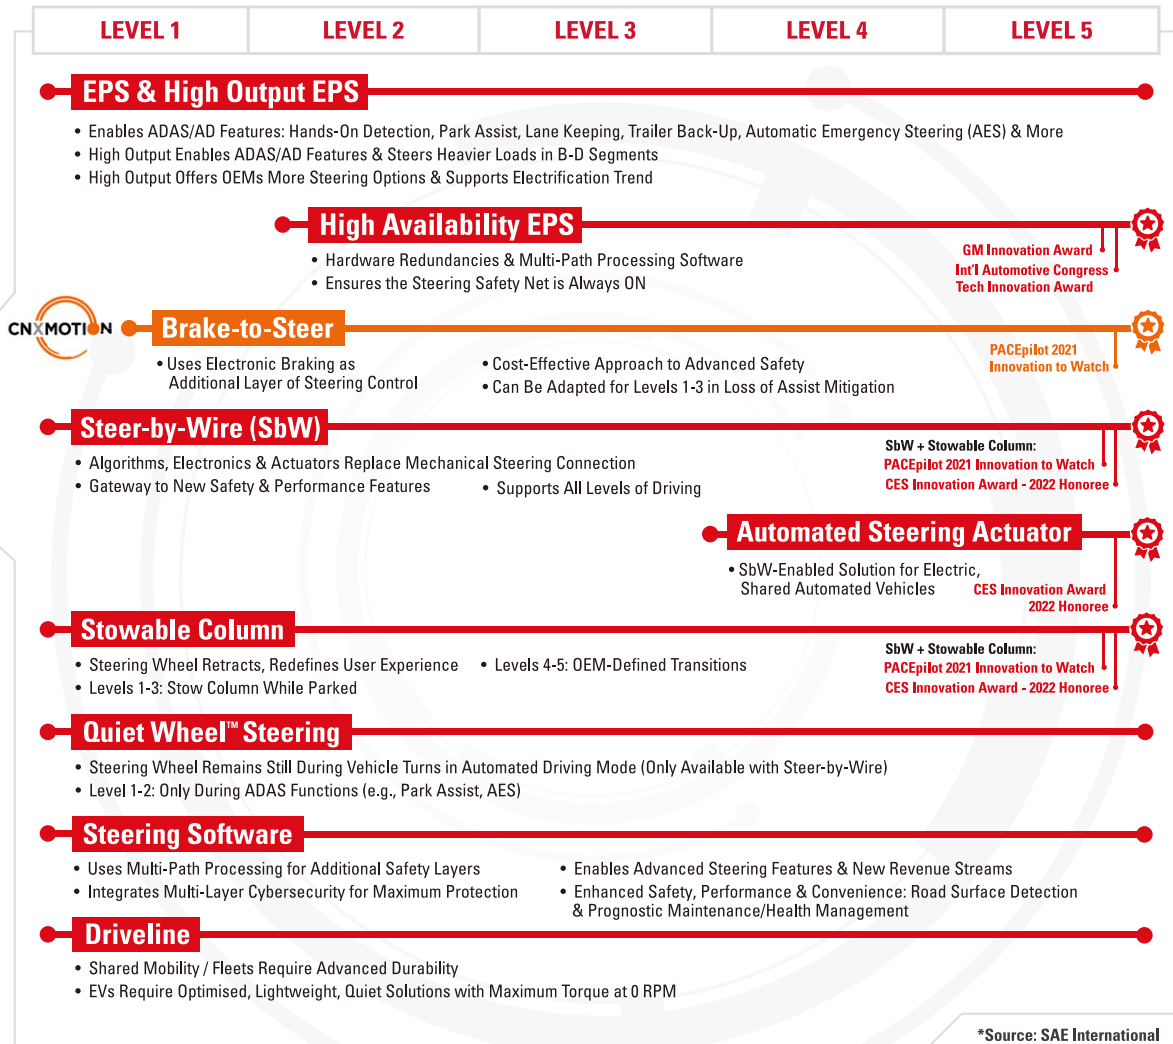 LEVEL 1 LEVEL 2 LEVEL 3 LEVEL 4 LEVEL 5
EPS & High Output EPS
• Enables ADAS/AD Features: Hands-On Detection, Park Assist, Lane Keeping, Trailer Back-Up, Automatic Emergency Steering (AES) & More
• High Output Enables ADAS/AD Features & Steers Heavier Loads in B-D Segments
• High Output Offers OEMs More Steering Options & Supports Electrification Trend
High Availability EPS
• Hardware Redundancies & Multi-Path Processing Software
• Ensures the Steering Safety Net is Always ON
GM Innovation Award
Int'l Automotive Congress
Tech Innovation Award
CNXMOTION
Brake-to-Steer
• Uses Electronic Braking as
Additional Layer of Steering Control
• Cost-Effective Approach to Advanced Safety
• Can Be Adapted for Levels 1-3 in Loss of Assist Mitigation
PACEpilot 2021
Innovation to Watch
Steer-by-Wire (SbW)
• Algorithms, Electronics & Actuators Replace Mechanical Steering Connection
• Gateway to New Safety & Performance Features
• Supports All Levels of Driving
SbW + Stowable Column:
PACEpilot 2021 Innovation to Watch
CES Innovation Award - 2022 Honoree
Automated Steering Actuator
• SbW-Enabled Solution for Electric,
Shared Automated Vehicles
CES Innovation Award
2022 Honoree
Stowable Column
• Steering Wheel Retracts, Redefines User Experience
• Levels 1-3: Stow Column While Parked
• Levels 4-5: OEM-Defined Transitions
SbW + Stowable Column:
PACEpilot 2021 Innovation to Watch
CES Innovation Award - 2022 Honoree
Quiet Wheel™ Steering
• Steering Wheel Remains Still During Vehicle Turns in Automated Driving Mode (Only Available with Steer-by-Wire)
• Level 1-2: Only During ADAS Functions (e.g., Park Assist, AES)
Steering Software
• Uses Multi-Path Processing for Additional Safety Layers
• Integrates Multi-Layer Cybersecurity for Maximum Protection
• Enables Advanced Steering Features & New Revenue Streams
• Enhanced Safety, Performance & Convenience: Road Surface Detection
& Prognostic Maintenance/Health Management
Driveline
• Shared Mobility / Fleets Require Advanced Durability
• EVs Require Optimised, Lightweight, Quiet Solutions with Maximum Torque at 0 RPM
*Source: SAE International